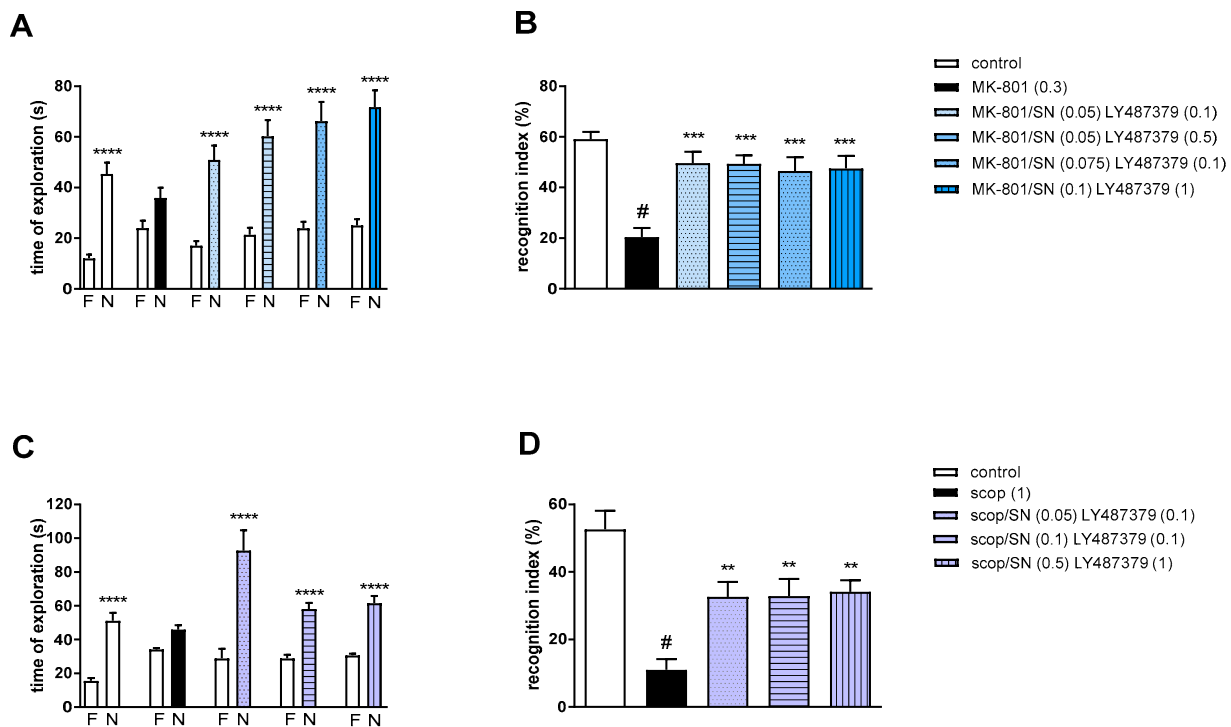 A
time of exploration (s)
80
60
40
20
0
****
****
****
****
****
F N F N F N F N F N F N
B
recognition index (%)
80
60
40
20
0
#
***
***
***
***
control
MK-801 (0.3)
MK-801/SN (0.05) LY487379 (0.1)
MK-801/SN (0.05) LY487379 (0.5)
MK-801/SN (0.075) LY487379 (0.1)
MK-801/SN (0.1) LY487379 (1)
C
time of exploration (s)
120
100
80
60
40
20
0
****
****
****
****
F N F N F N F N F N
D
recognition index (%)
60
40
20
0
#
**
**
**
control
scop (1)
scop/SN (0.05) LY487379 (0.1)
scop/SN (0.1) LY487379 (0.1)
scop/SN (0.5) LY487379 (1)